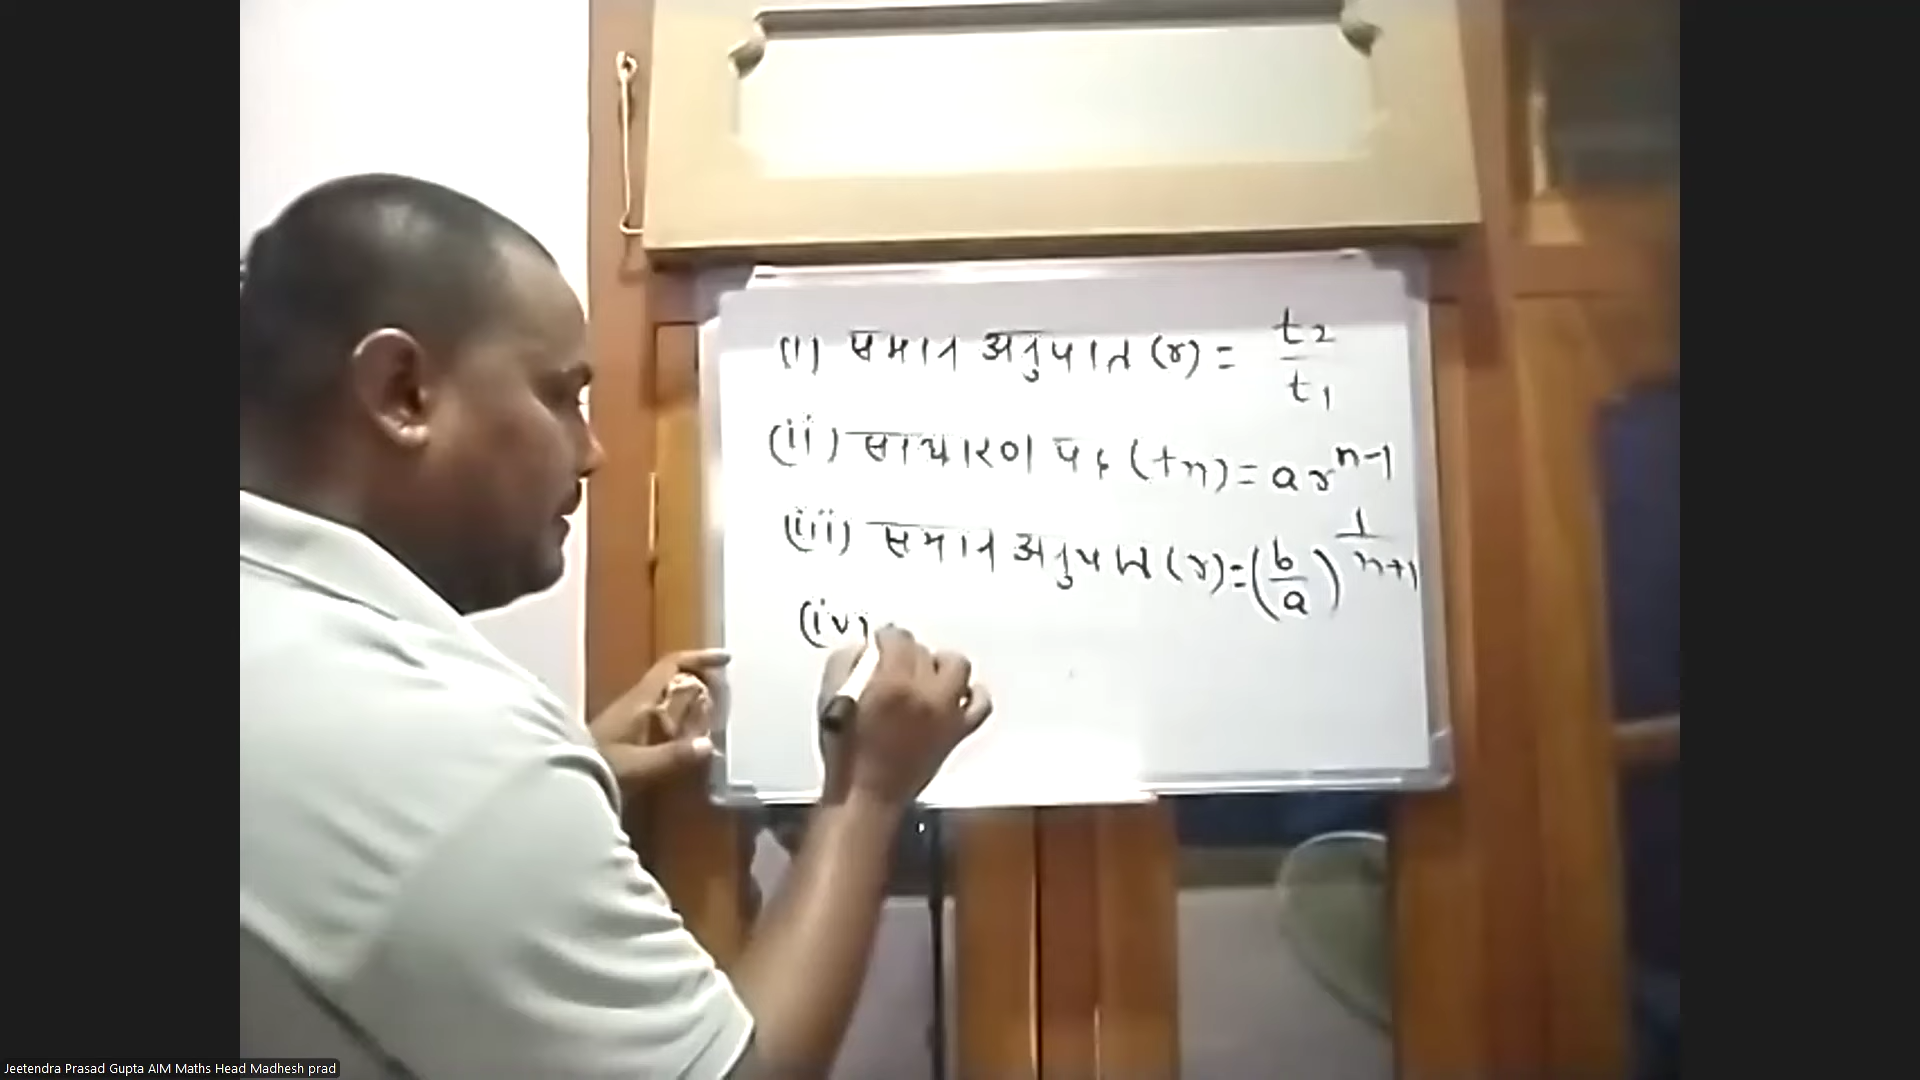 (i) समान अनुपात (r) = t₂/t₁
(ii) साधारण पद (tn) = ar^(n-1)
(iii) समान अनुपात (r) = (b/a)^(1/(n+1))
(iv)
Jeetendra Prasad Gupta AIM Maths Head Madhesh prad